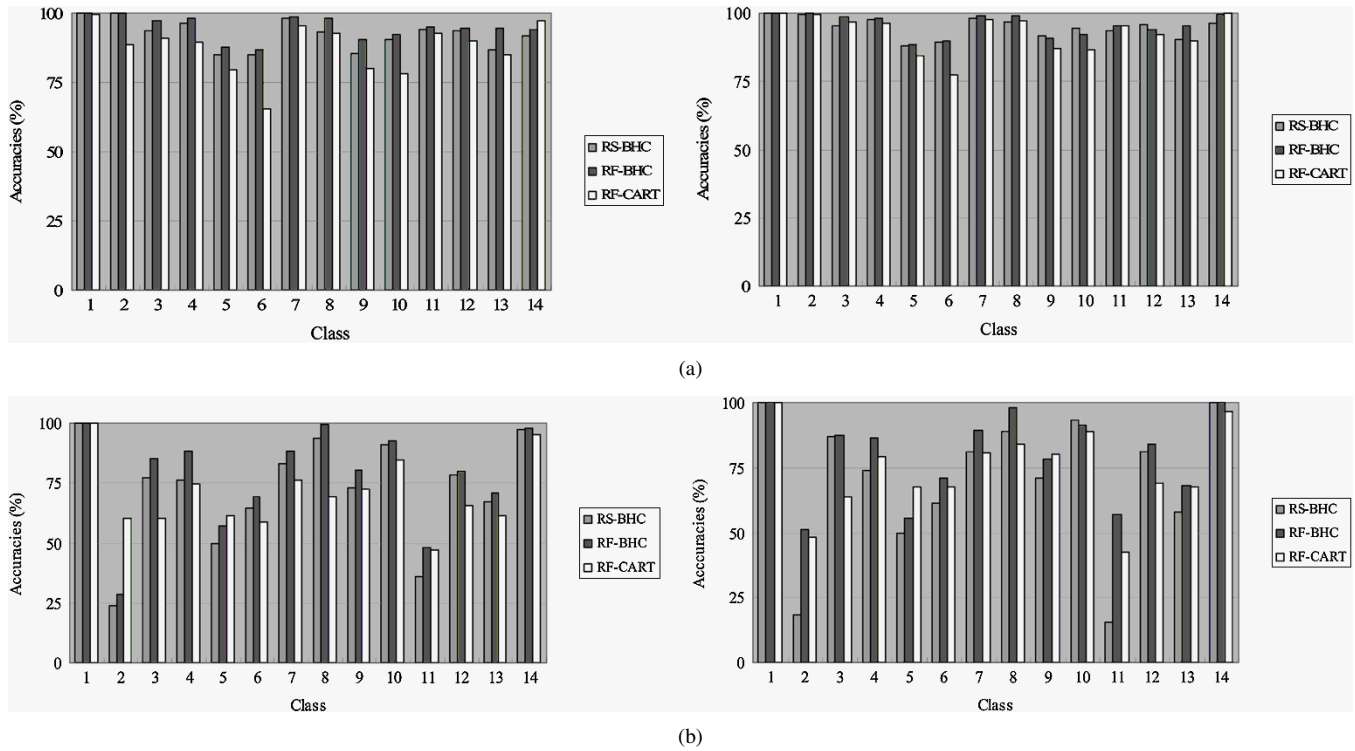 Accuracies (%)
100
75
50
25
0
1 2 3 4 5 6 7 8 9 10 11 12 13 14
Class
RS-BHC
RF-BHC
RF-CART
Accuracies (%)
100
75
50
25
0
1 2 3 4 5 6 7 8 9 10 11 12 13 14
Class
RS-BHC
RF-BHC
RF-CART
(a)
Accuracies (%)
100
75
50
25
0
1 2 3 4 5 6 7 8 9 10 11 12 13 14
Class
RS-BHC
RF-BHC
RF-CART
Acccuracies (%)
100
75
50
25
0
1 2 3 4 5 6 7 8 9 10 11 12 13 14
Class
RS-BHC
RF-BHC
RF-CART
(b)